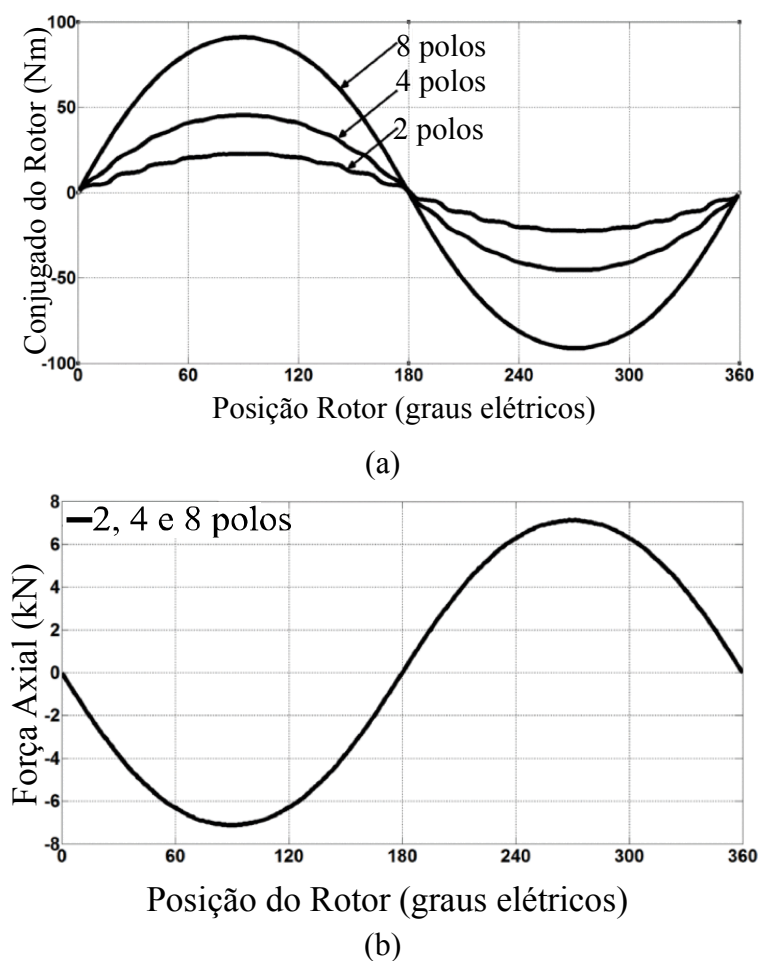 Conjugado do Rotor (Nm)
100
50
0
-50
-100
8 polos
4 polos
2 polos
0 60 120 180 240 300 360
Posição Rotor (graus elétricos)
(a)
Força Axial (kN)
8
6
4
2
0
-2
-4
-6
-8
2, 4 e 8 polos
0 60 120 180 240 300 360
Posição do Rotor (graus elétricos)
(b)